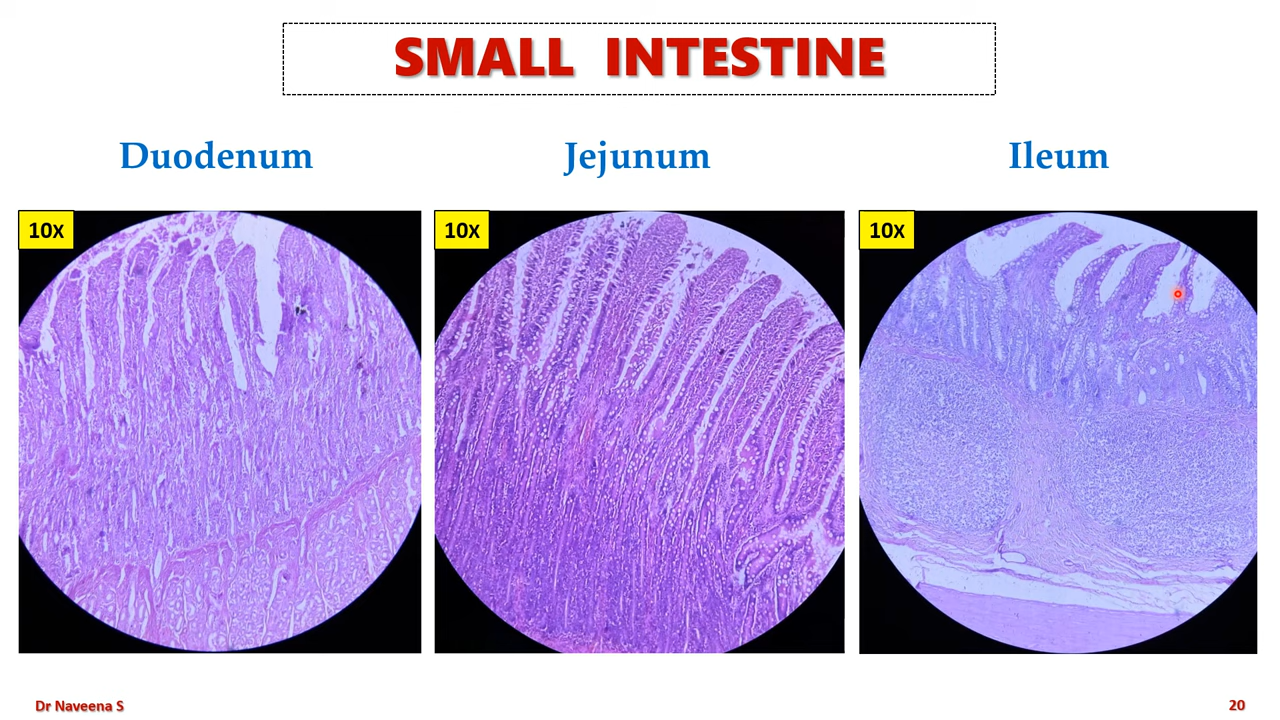 SMALL INTESTINE
Duodenum
Jejunum
Ileum
10x
10x
10x
Dr Naveena S
20